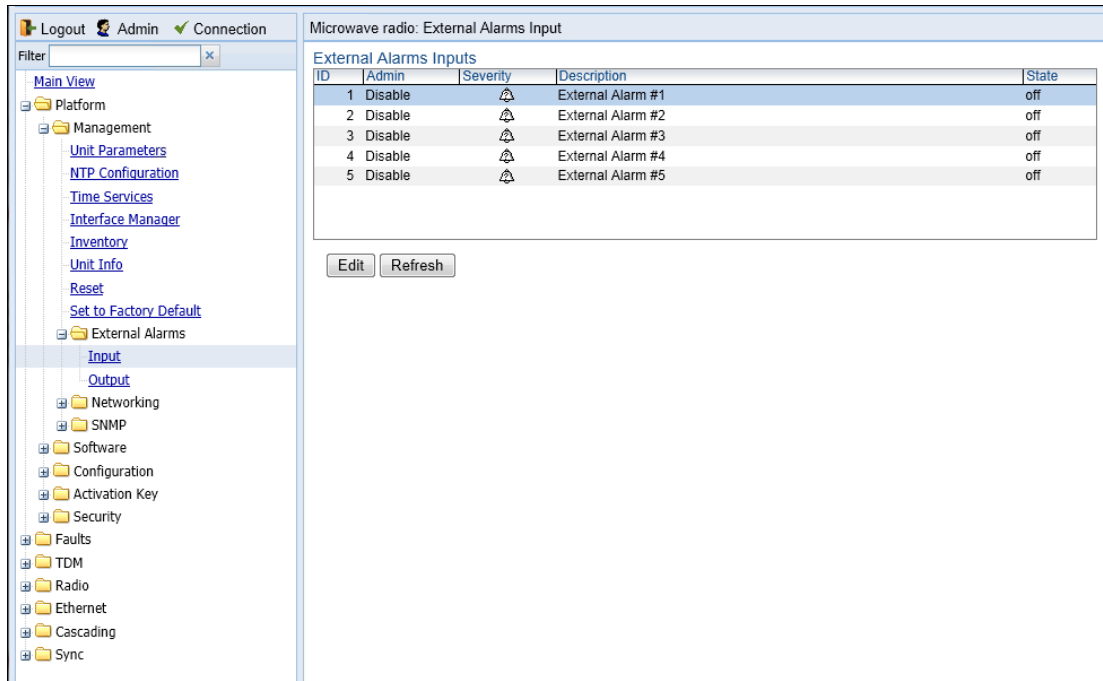 Logout Admin Connection
Filter
Main View
Platform
Management
Unit Parameters
NTP Configuration
Time Services
Interface Manager
Inventory
Unit Info
Reset
Set to Factory Default
External Alarms
Input
Output
Networking
SNMP
Software
Configuration
Activation Key
Security
Faults
TDM
Radio
Ethernet
Cascading
Sync
Microwave radio: External Alarms Input
External Alarms Inputs
ID Admin Severity Description State
1 Disable External Alarm #1 off
2 Disable External Alarm #2 off
3 Disable External Alarm #3 off
4 Disable External Alarm #4 off
5 Disable External Alarm #5 off
Edit Refresh